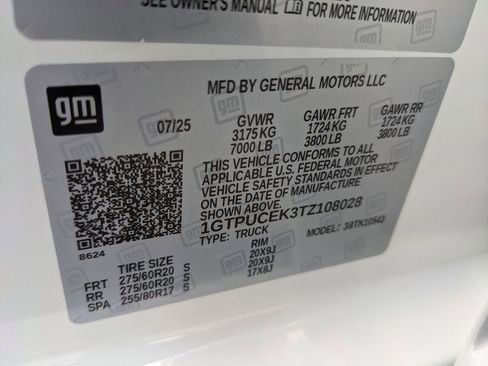 SEE OWNER'S MANUAL FOR MORE INFORMATION
gm
MFD BY GENERAL MOTORS LLC
07/25 GVWR GAWR FRT GAWR RR
3175 KG 1724 KG 1724 KG
7000 LB 3800 LB 3800 LB
THIS VEHICLE CONFORMS TO ALL
APPLICABLE U.S. FEDERAL MOTOR
VEHICLE SAFETY STANDARDS IN EFFECT
ON THE DATE OF MANUFACTURE
1GTPUCEK3TZ108028
TYPE: TRUCK MODEL: 38TK10543
8624
TIRE SIZE RIM
FRT 275/60R20 S 20X9J
RR 275/60R20 S 20X9J
SPA 255/80R17 S 17X8J